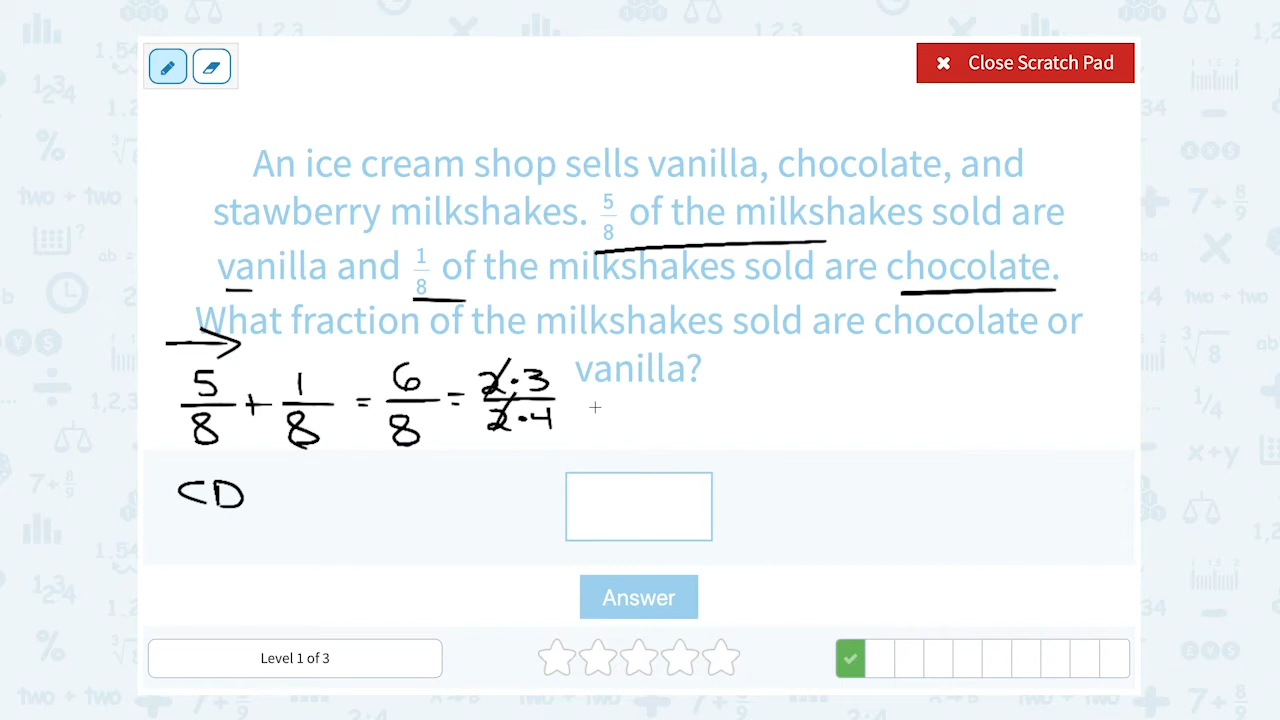 Close Scratch Pad
An ice cream shop sells vanilla, chocolate, and
stawberry milkshakes. 5/8 of the milkshakes sold are
vanilla and 1/8 of the milkshakes sold are chocolate.
What fraction of the milkshakes sold are chocolate or
vanilla?
5/8 + 1/8 = 6/8 = 2·3/2·4
CD
Answer
Level 1 of 3